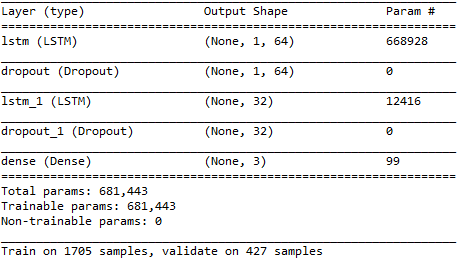 Layer (type) Output Shape Param #
lstm (LSTM) (None, 1, 64) 668928
dropout (Dropout) (None, 1, 64) 0
lstm_1 (LSTM) (None, 32) 12416
dropout_1 (Dropout) (None, 32) 0
dense (Dense) (None, 3) 99
Total params: 681,443
Trainable params: 681,443
Non-trainable params: 0
Train on 1705 samples, validate on 427 samples